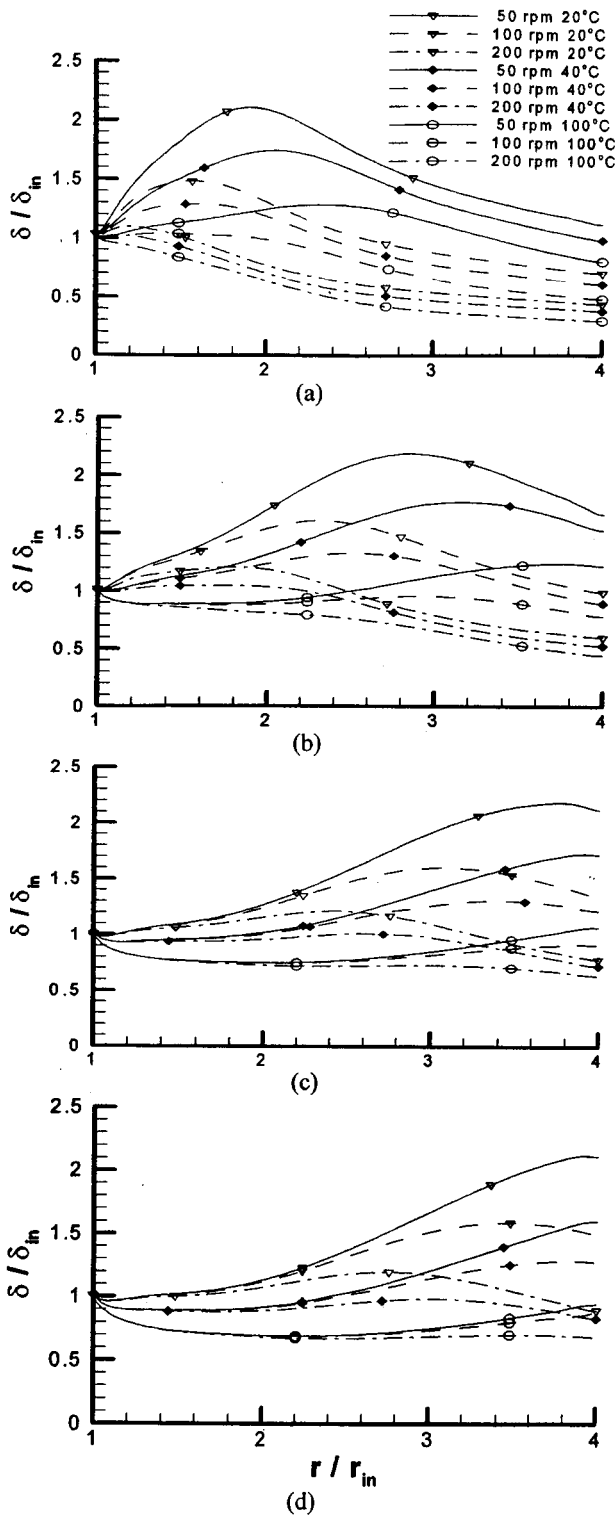 50 rpm 20°C
100 rpm 20°C
200 rpm 20°C
50 rpm 40°C
100 rpm 40°C
200 rpm 40°C
50 rpm 100°C
100 rpm 100°C
200 rpm 100°C
2.5
2
1.5
1
0.5
0
δ / δin
1
2
3
4
(a)
2.5
2
1.5
1
0.5
0
δ / δin
1
2
3
4
(b)
2.5
2
1.5
1
0.5
0
δ / δin
1
2
3
4
(c)
2.5
2
1.5
1
0.5
0
δ / δin
1
2
3
4
r / rin
(d)